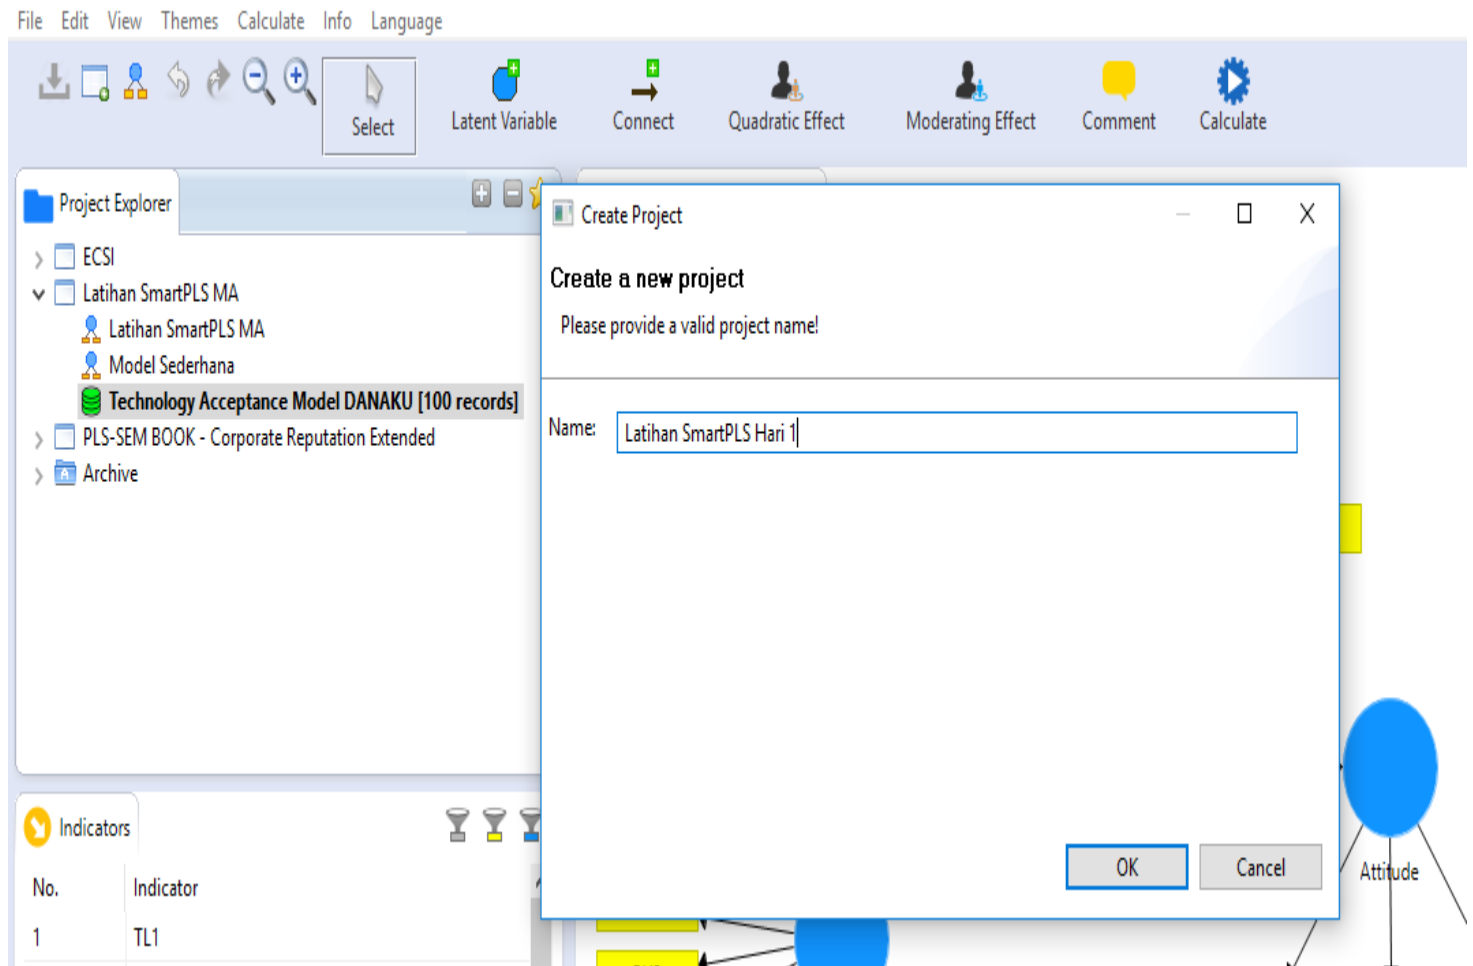 File Edit View Themes Calculate Info Language
Select
Latent Variable
Connect
Quadratic Effect
Moderating Effect
Comment
Calculate
Project Explorer
ECSI
Latihan SmartPLS MA
Latihan SmartPLS MA
Model Sederhana
Technology Acceptance Model DANAKU [100 records]
PLS-SEM BOOK - Corporate Reputation Extended
A Archive
Create Project
Create a new project
Please provide a valid project name!
Name: Latihan SmartPLS Hari 1
OK Cancel
Indicators
No. Indicator
1 TL1
Attitude